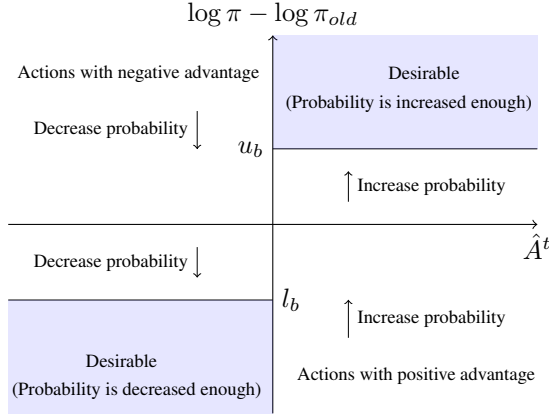 log π − log π_old
Actions with negative advantage
Desirable
(Probability is increased enough)
Decrease probability
u_b
Increase probability
Â^t
Decrease probability
l_b
Increase probability
Desirable
(Probability is decreased enough)
Actions with positive advantage